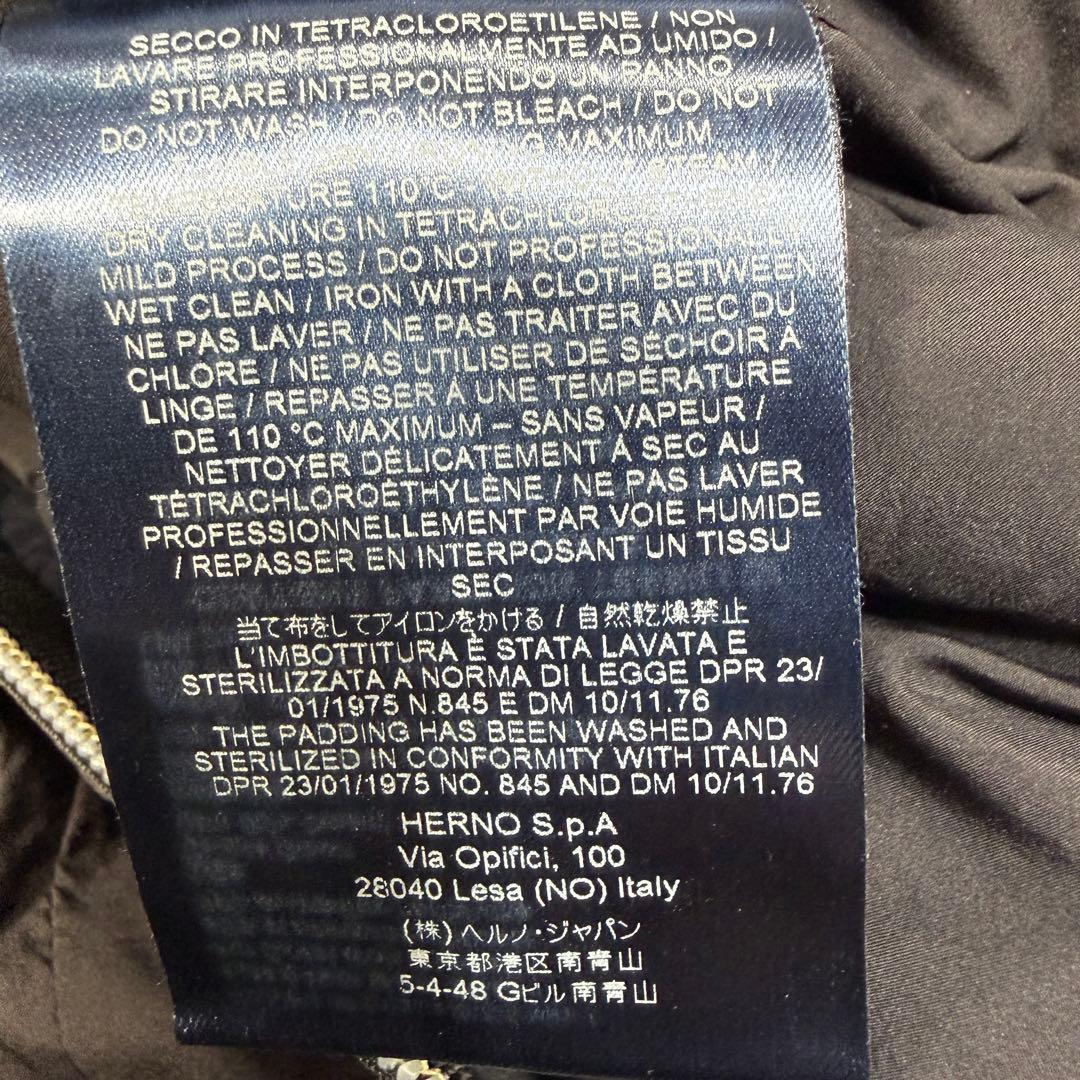 SECCO IN TETRACLOROETILENE / NON
LAVARE PROFESSIONALMENTE AD UMIDO /
STIRARE INTERPONENDO UN PANNO
DO NOT WASH / DO NOT BLEACH / DO NOT
MAXIMUM
STEAM /
110°C -
DRY CLEANING IN
MILD PROCESS / DO NOT PROFESSIONALLY
WET CLEAN / IRON WITH A CLOTH BETWEEN
NE PAS LAVER / NE PAS TRAITER AVEC DU
CHLORE / NE PAS UTILISER DE SÉCHOIR À
LINGE / REPASSER À UNE TEMPÉRATURE
DE 110 °C MAXIMUM – SANS VAPEUR /
NETTOYER DÉLICATEMENT À SEC AU
TÉTRACHLOROÉTHYLÈNE / NE PAS LAVER
PROFESSIONNELLEMENT PAR VOIE HUMIDE
/ REPASSER EN INTERPOSANT UN TISSU
SEC
当て布をしてアイロンをかける / 自然乾燥禁止
L'IMBOTTITURA È STATA LAVATA E
STERILIZZATA A NORMA DI LEGGE DPR 23/
01/1975 N.845 E DM 10/11.76
THE PADDING HAS BEEN WASHED AND
STERILIZED IN CONFORMITY WITH ITALIAN
DPR 23/01/1975 NO. 845 AND DM 10/11.76
HERNO S.p.A
Via Opifici, 100
28040 Lesa (NO) Italy
(株)ヘルノ・ジャパン
東京都港区南青山
5-4-48 Gビル南青山